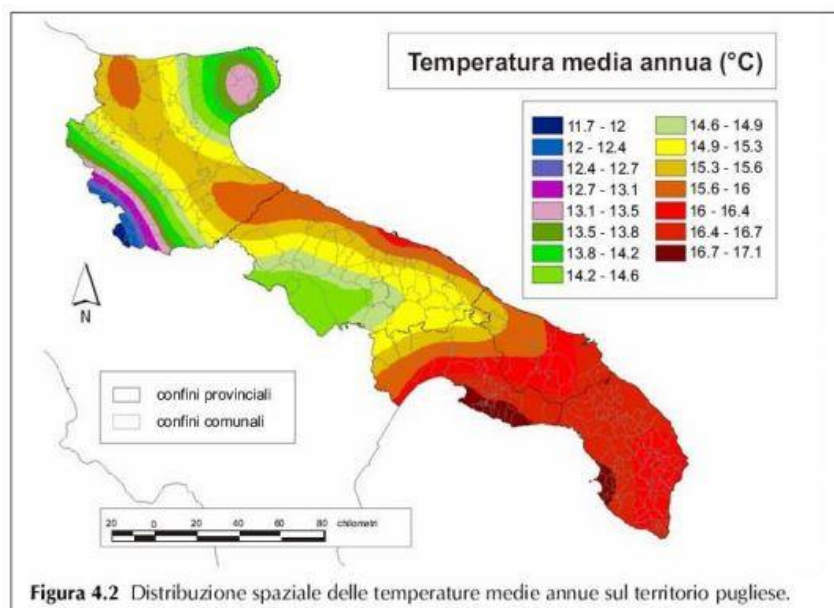 Temperatura media annua (°C)
11.7 - 12
12 - 12.4
12.4 - 12.7
12.7 - 13.1
13.1 - 13.5
13.5 - 13.8
13.8 - 14.2
14.2 - 14.6
14.6 - 14.9
14.9 - 15.3
15.3 - 15.6
15.6 - 16
16 - 16.4
16.4 - 16.7
16.7 - 17.1
N
confini provinciali
confini comunali
20 0 20 40 60 80 chilometri
Figura 4.2 Distribuzione spaziale delle temperature medie annue sul territorio pugliese.